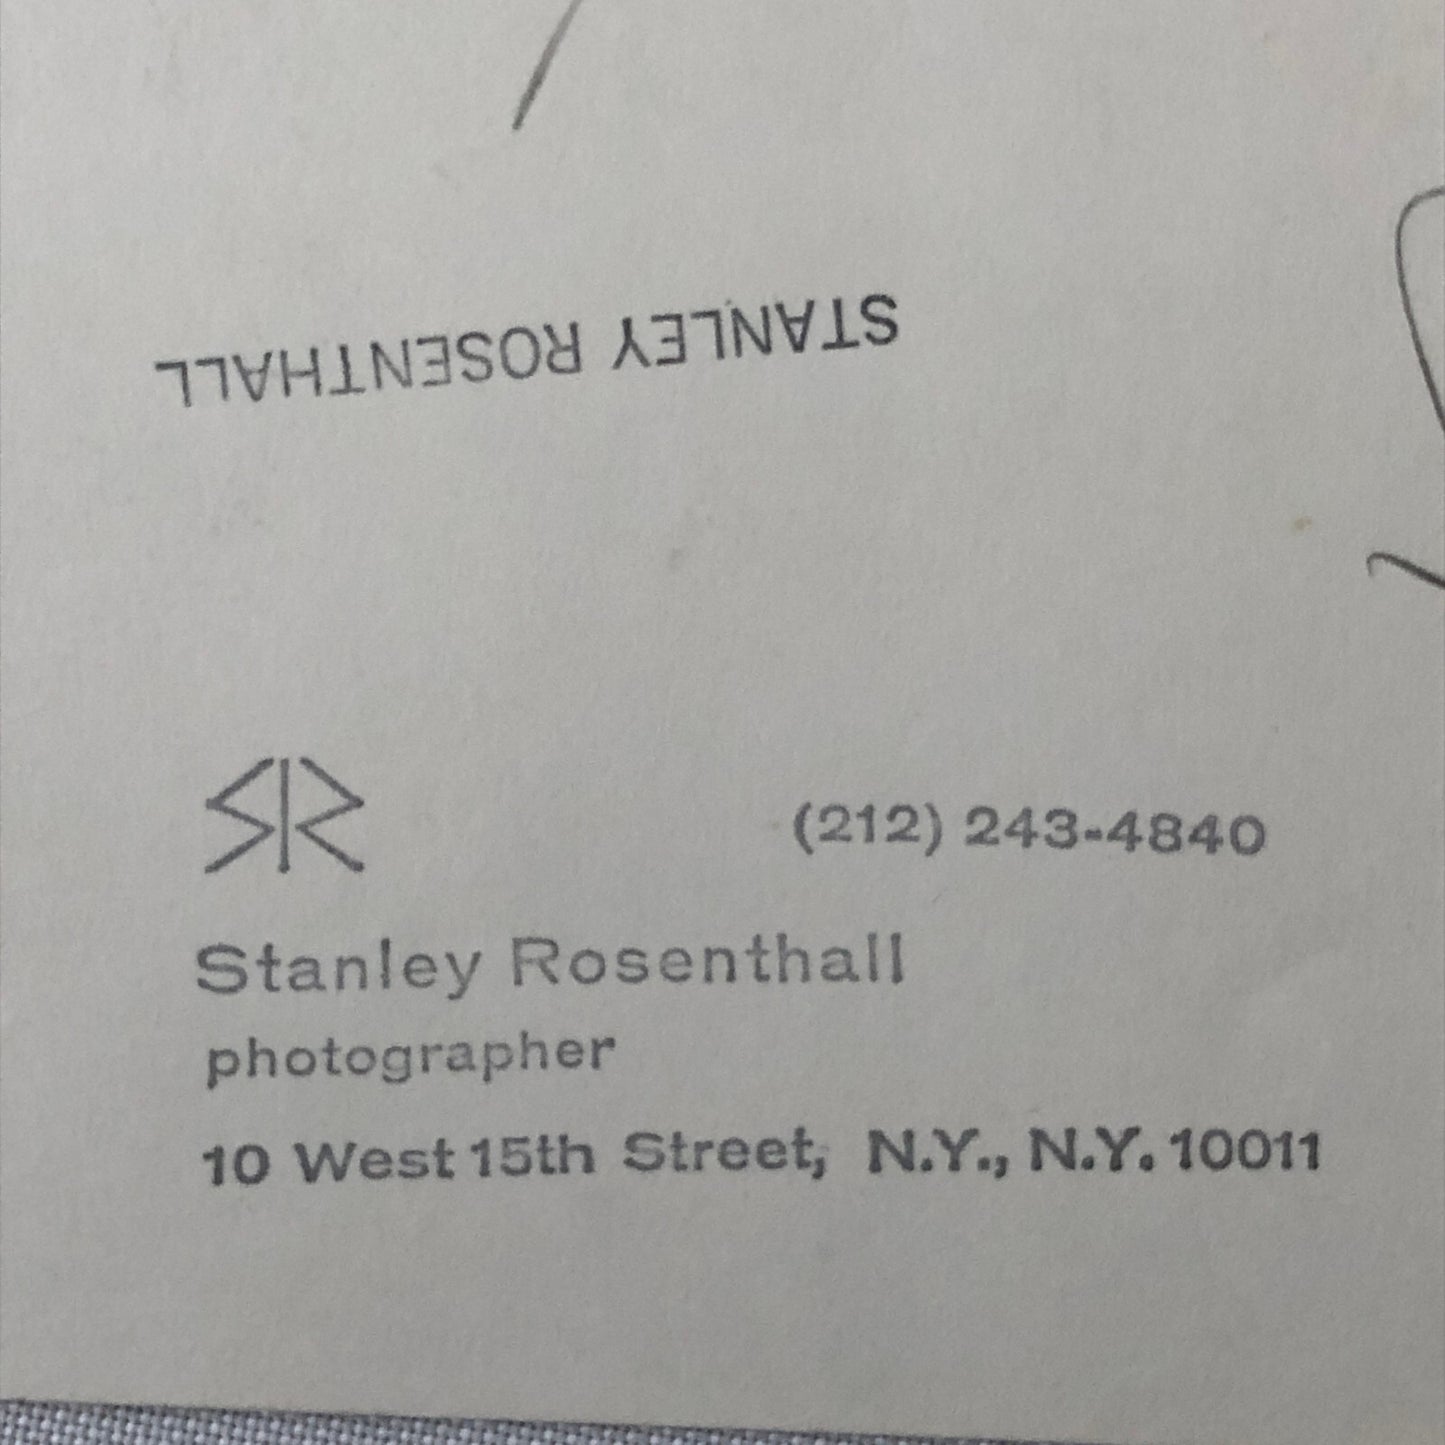 STANLEY ROSENTHALL
SR
(212) 243-4840
Stanley Rosenthall
photographer
10 West 15th Street, N.Y., N.Y. 10011